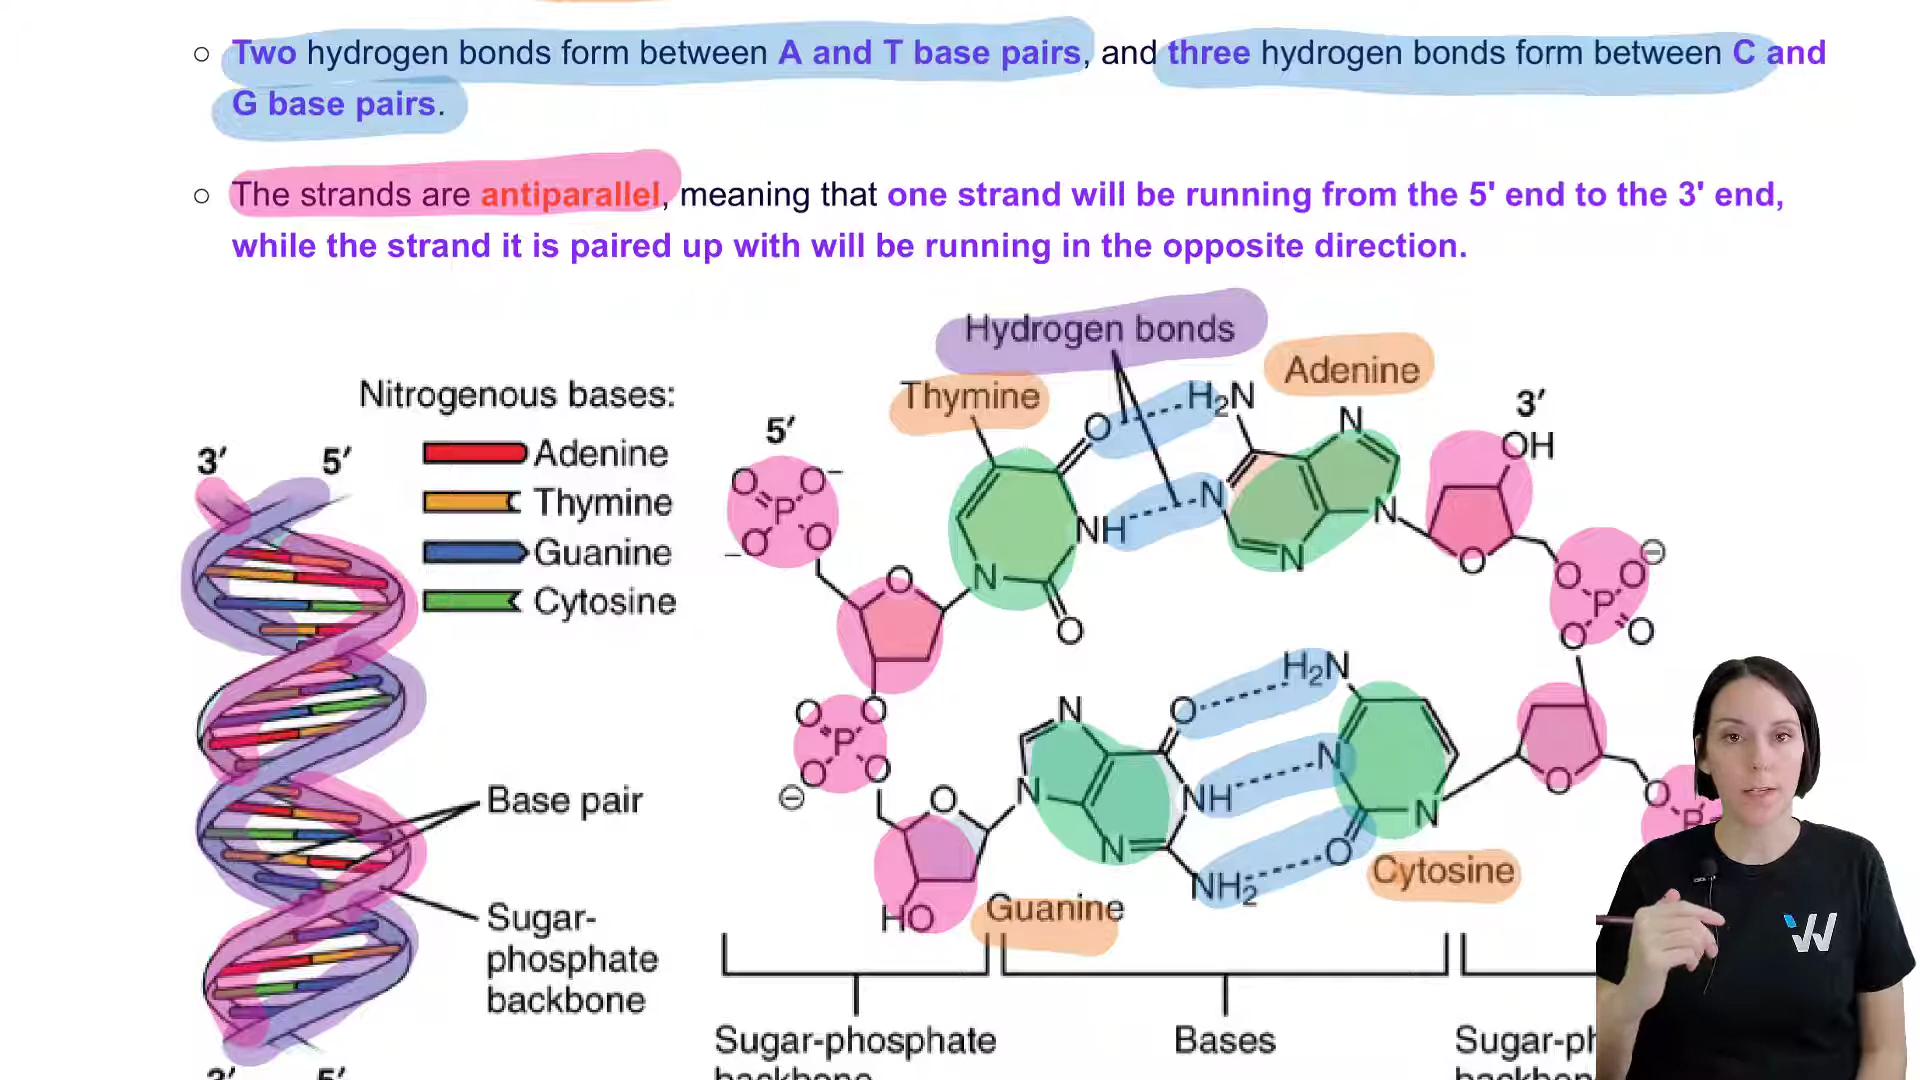 Two hydrogen bonds form between A and T base pairs, and three hydrogen bonds form between C and
G base pairs.
The strands are antiparallel, meaning that one strand will be running from the 5' end to the 3' end,
while the strand it is paired up with will be running in the opposite direction.
Hydrogen bonds
Adenine
Thymine
Nitrogenous bases:
Adenine
Thymine
Guanine
Cytosine
3′ 5′
5′
3′
O O− P −O O
O H₂N
N
OH
NH N
N
N
N
O
O
O
O
O P O O
O O P O O
H₂N
O
N
N
NH N
N
N
NH₂ O
O
N
O
O
P
HO
Base pair
Sugar-
phosphate
backbone
Guanine
Cytosine
Sugar-phosphate
Bases
Sugar-ph
3′ 5′
W